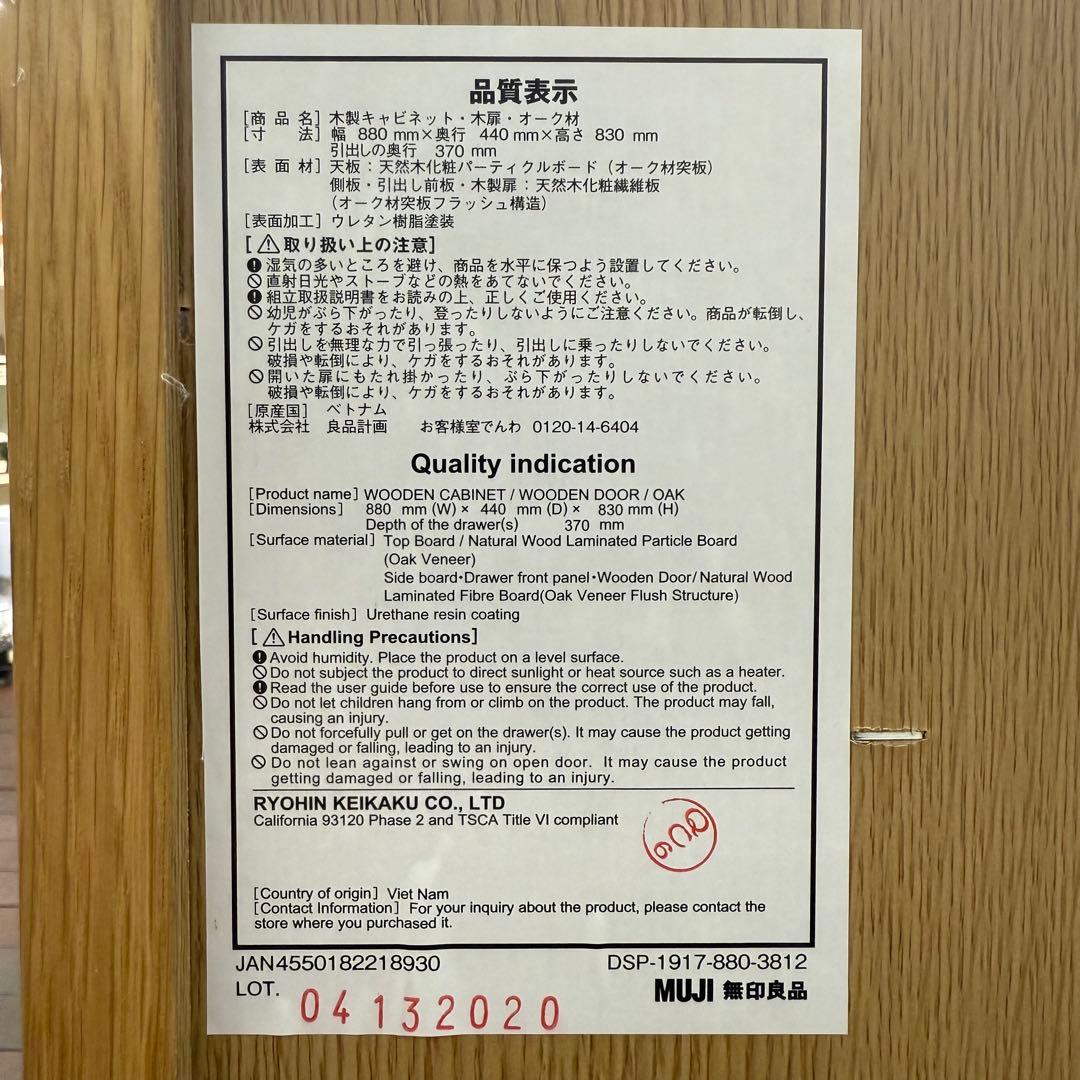 品質表示
[商品名] 木製キャビネット・木扉・オーク材
[寸法] 幅 880 mm×奥行 440 mm×高さ 830 mm
引出しの奥行 370 mm
[表面材] 天板：天然木化粧パーティクルボード（オーク材突板）
側板・引出し前板・木製扉：天然木化粧繊維板
（オーク材突板フラッシュ構造）
[表面加工] ウレタン樹脂塗装
[⚠取り扱い上の注意]
湿気の多いところを避け、商品を水平に保つよう設置してください。
直射日光やストーブなどの熱をあてないでください。
組立取扱説明書をお読みの上、正しくご使用ください。
幼児がぶら下がったり、登ったりしないようにご注意ください。商品が転倒し、
ケガをするおそれがあります。
引出しを無理な力で引っ張ったり、引出しに乗ったりしないでください。
破損や転倒により、ケガをするおそれがあります。
開いた扉にもたれ掛かったり、ぶら下がったりしないでください。
破損や転倒により、ケガをするおそれがあります。
[原産国] ベトナム
株式会社 良品計画 お客様室でんわ 0120-14-6404
Quality indication
[Product name] WOODEN CABINET / WOODEN DOOR / OAK
[Dimensions] 880 mm (W) × 440 mm (D) × 830 mm (H)
Depth of the drawer(s) 370 mm
[Surface material] Top Board / Natural Wood Laminated Particle Board
(Oak Veneer)
Side board・Drawer front panel・Wooden Door/ Natural Wood
Laminated Fibre Board(Oak Veneer Flush Structure)
[Surface finish] Urethane resin coating
[⚠Handling Precautions]
Avoid humidity. Place the product on a level surface.
Do not subject the product to direct sunlight or heat source such as a heater.
Read the user guide before use to ensure the correct use of the product.
Do not let children hang from or climb on the product. The product may fall,
causing an injury.
Do not forcefully pull or get on the drawer(s). It may cause the product getting
damaged or falling, leading to an injury.
Do not lean against or swing on open door. It may cause the product
getting damaged or falling, leading to an injury.
RYOHIN KEIKAKU CO., LTD
California 93120 Phase 2 and TSCA Title VI compliant
[Country of origin] Viet Nam
[Contact Information] For your inquiry about the product, please contact the
store where you purchased it.
JAN4550182218930 DSP-1917-880-3812
LOT. 04 132020
MUJI 無印良品